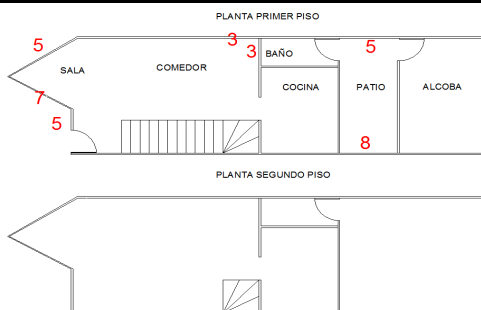 PLANTA PRIMER PISO
5
3
3
5
BAÑO
SALA
COMEDOR
COCINA
PATIO
ALCOBA
7
5
8
PLANTA SEGUNDO PISO